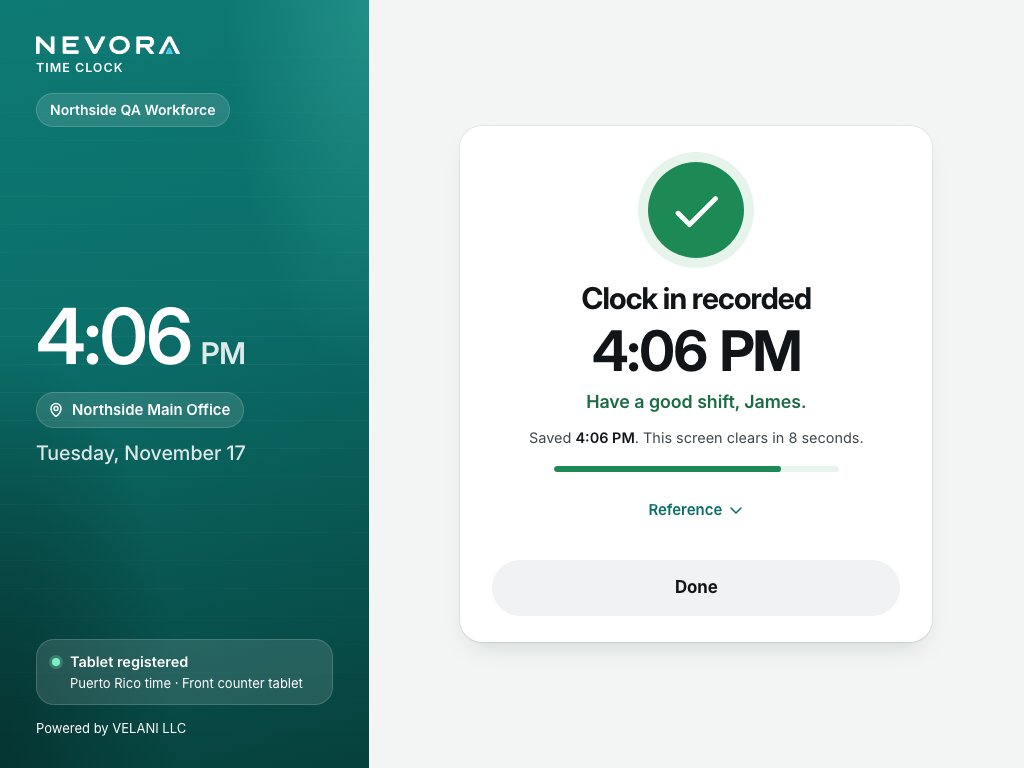 NEVORA
TIME CLOCK
Northside QA Workforce
4:06 PM
Northside Main Office
Tuesday, November 17
Tablet registered
Puerto Rico time · Front counter tablet
Powered by VELANI LLC
Clock in recorded
4:06 PM
Have a good shift, James.
Saved 4:06 PM. This screen clears in 8 seconds.
Reference
Done